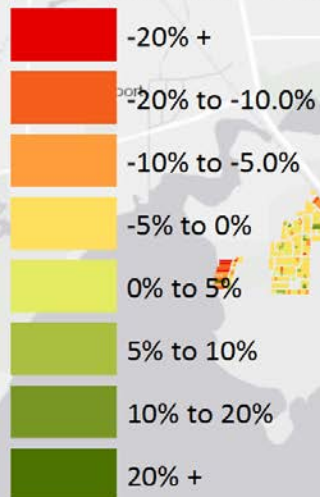 -20% +
port
-20% to -10.0%
-10% to -5.0%
-5% to 0%
0% to 5%
5% to 10%
10% to 20%
20% +